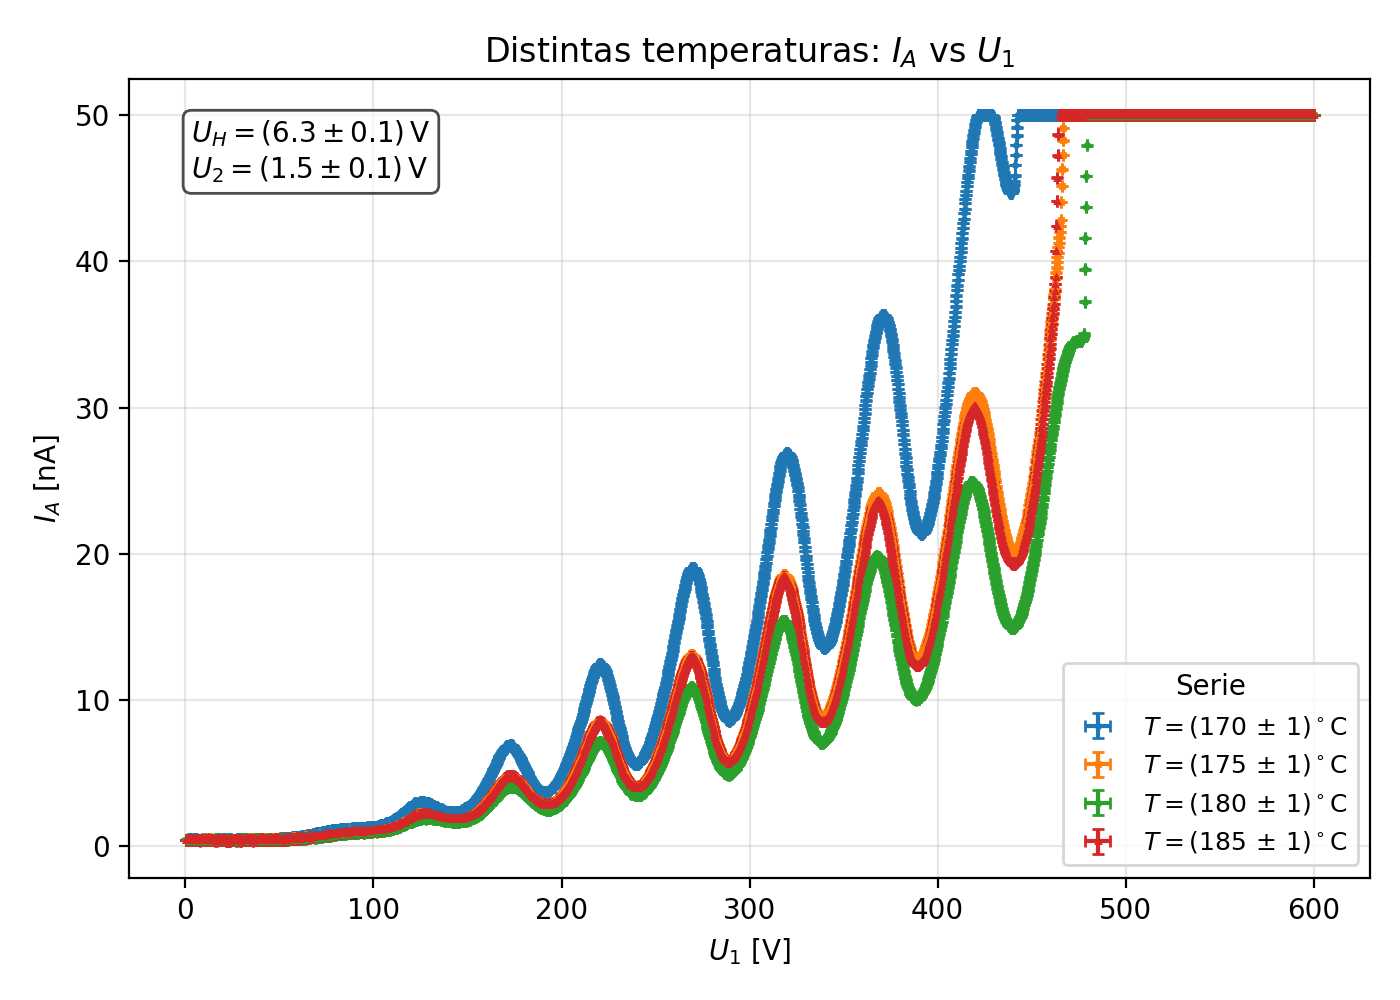 Distintas temperaturas: I_A vs U_1
U_H = (6.3 ± 0.1) V
U_2 = (1.5 ± 0.1) V
50
40
30
20
10
0
I_A [nA]
Serie
T = (170 ± 1)°C
T = (175 ± 1)°C
T = (180 ± 1)°C
T = (185 ± 1)°C
0 100 200 300 400 500 600
U_1 [V]